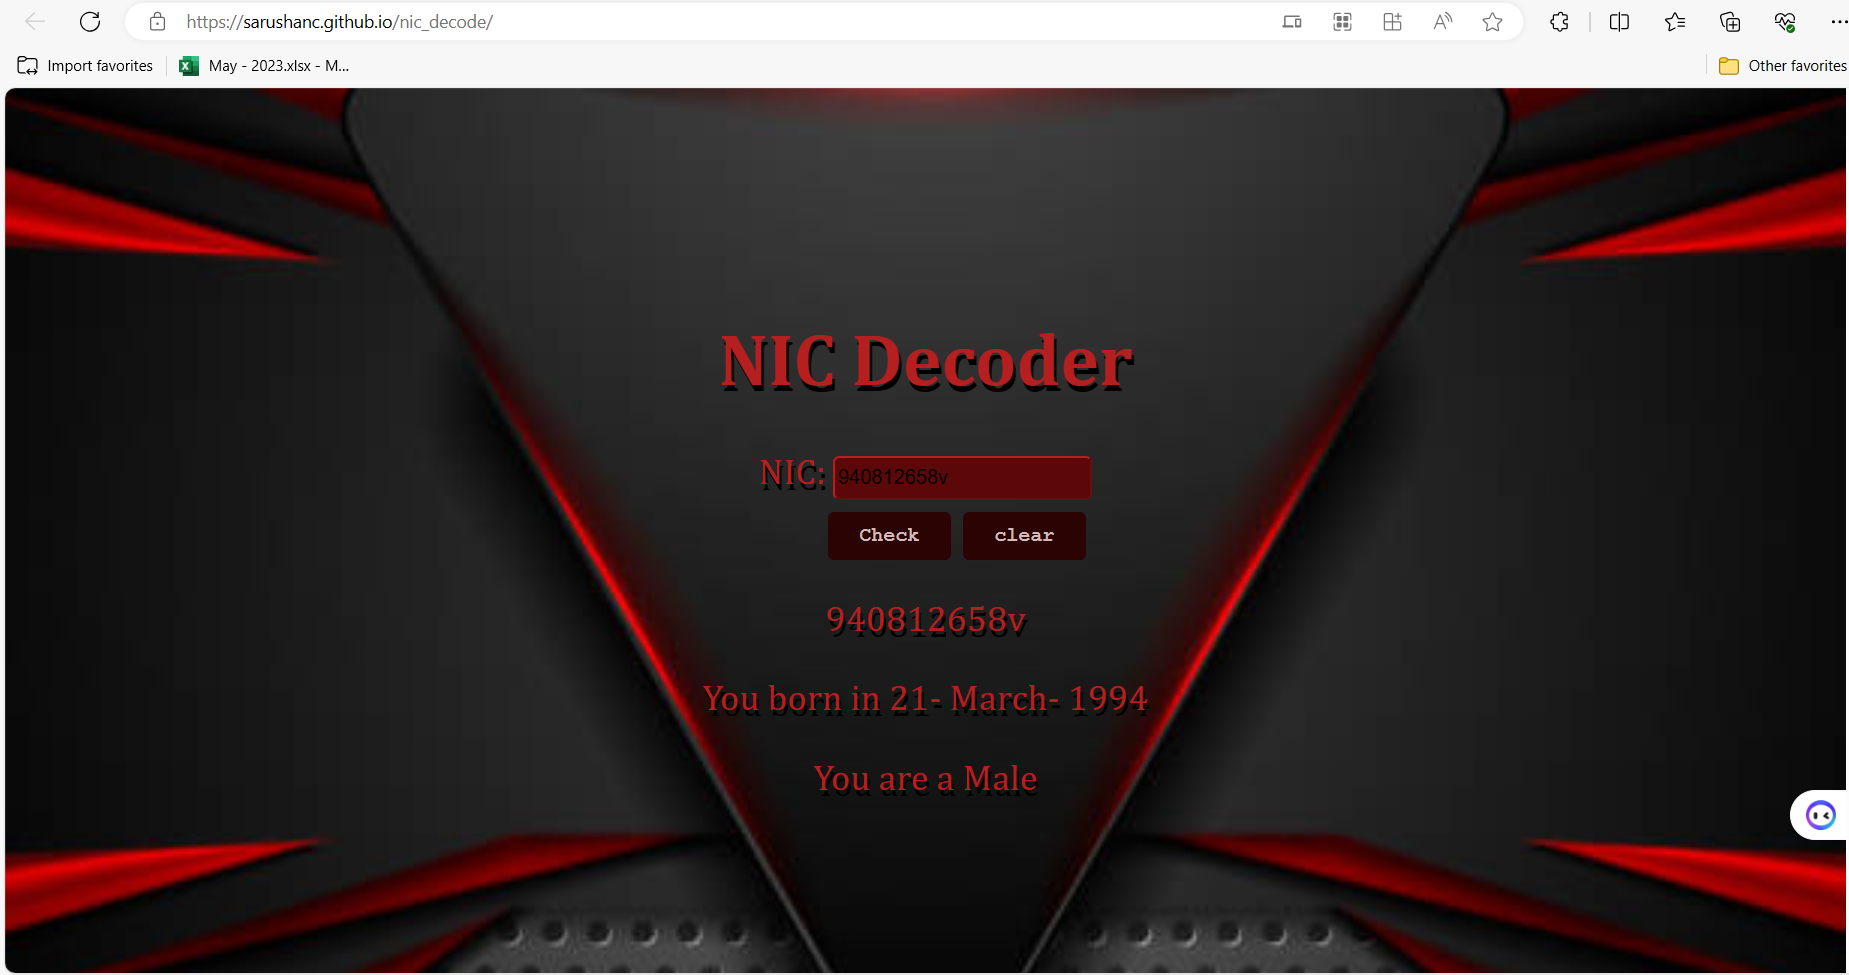 https://sarushanc.github.io/nic_decode/
Import favorites
May - 2023.xlsx - M...
Other favorites
NIC Decoder
NIC: 940812658v
Check clear
940812658v
You born in 21- March- 1994
You are a Male